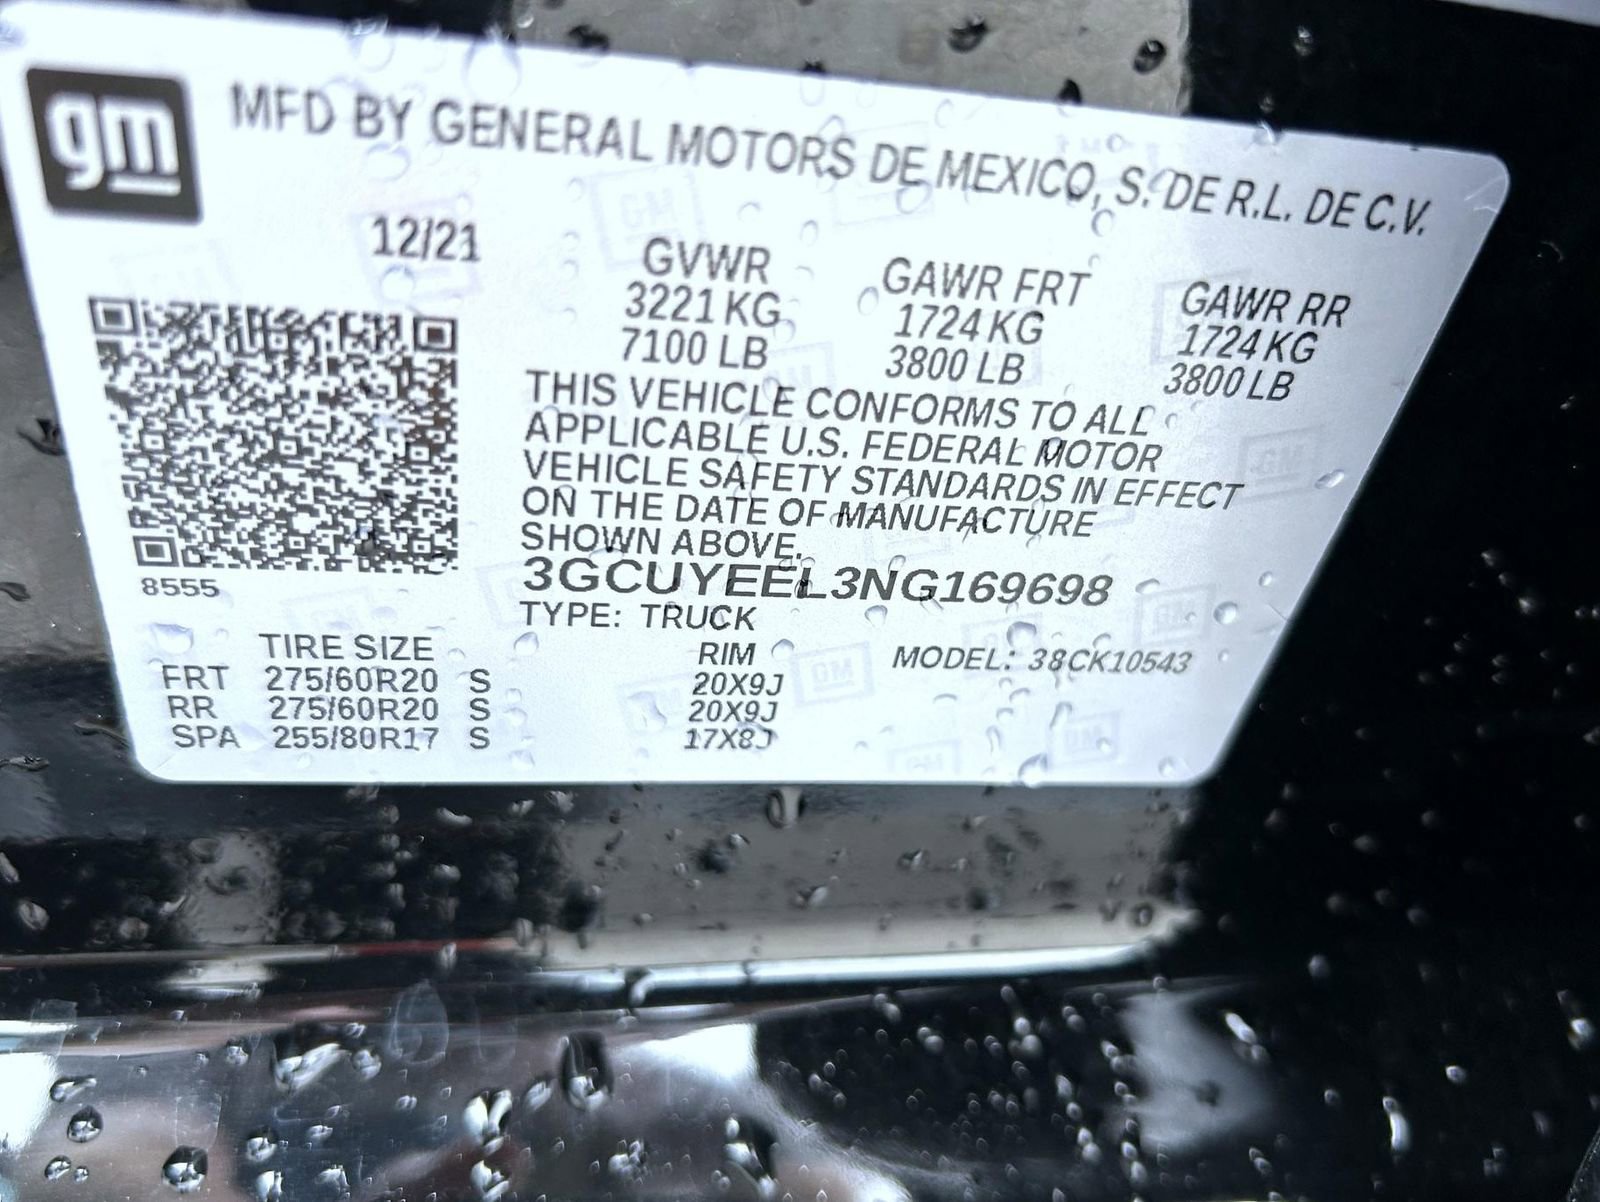 gm
MFD BY GENERAL MOTORS DE MEXICO, S. DE R.L. DE C.V.
12/21
GVWR GAWR FRT GAWR RR
3221 KG 1724 KG 1724 KG
7100 LB 3800 LB 3800 LB
THIS VEHICLE CONFORMS TO ALL
APPLICABLE U.S. FEDERAL MOTOR
VEHICLE SAFETY STANDARDS IN EFFECT
ON THE DATE OF MANUFACTURE
SHOWN ABOVE.
8555
3GCUYEEL3NG169698
TYPE: TRUCK
TIRE SIZE RIM MODEL: 38CK10543
FRT 275/60R20 S 20X9J
RR 275/60R20 S 20X9J
SPA 255/80R17 S 17X8J